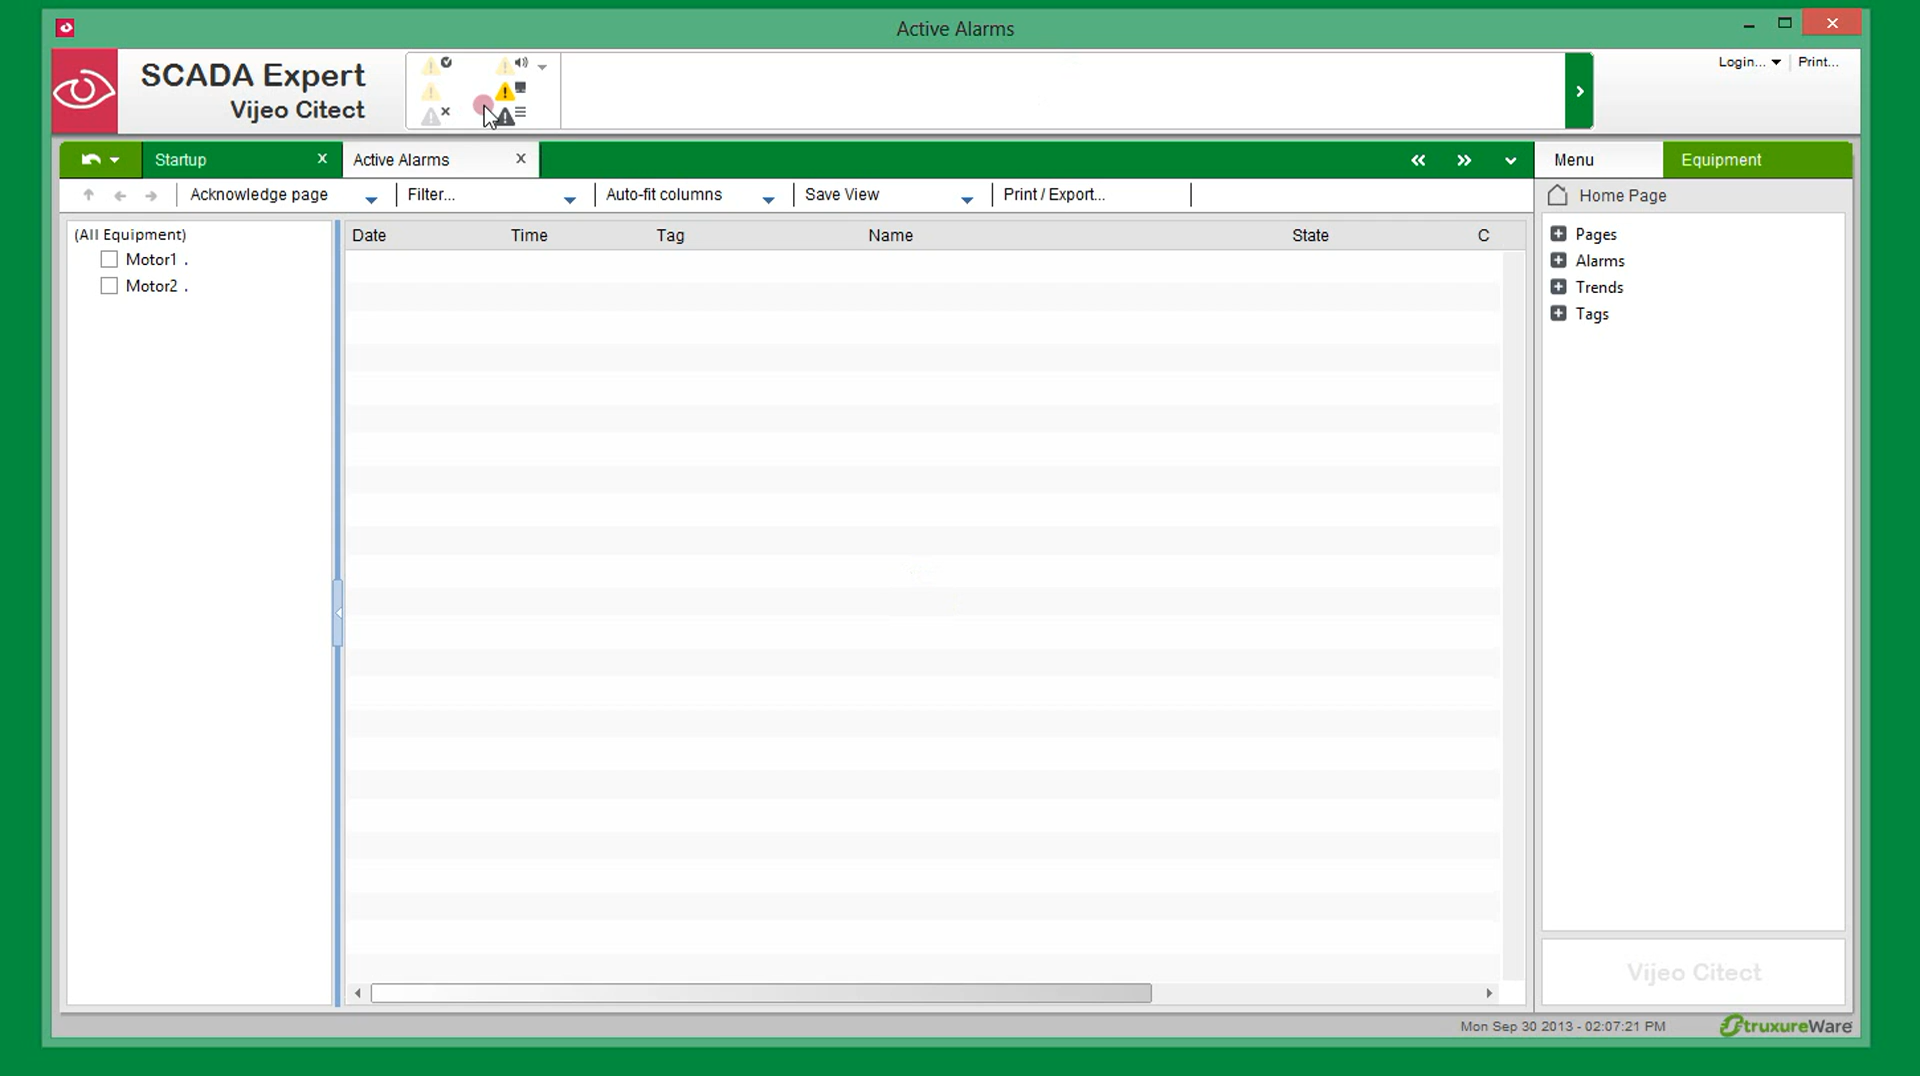 Active Alarms
SCADA Expert
Vijeo Citect
Login...
Print...
Startup
Active Alarms
Menu
Equipment
Acknowledge page
Filter...
Auto-fit columns
Save View
Print / Export...
Home Page
(All Equipment)
Motor1 .
Motor2 .
Date Time Tag Name State C
Pages
Alarms
Trends
Tags
Vijeo Citect
Mon Sep 30 2013 - 02:07:21 PM
StruxureWare